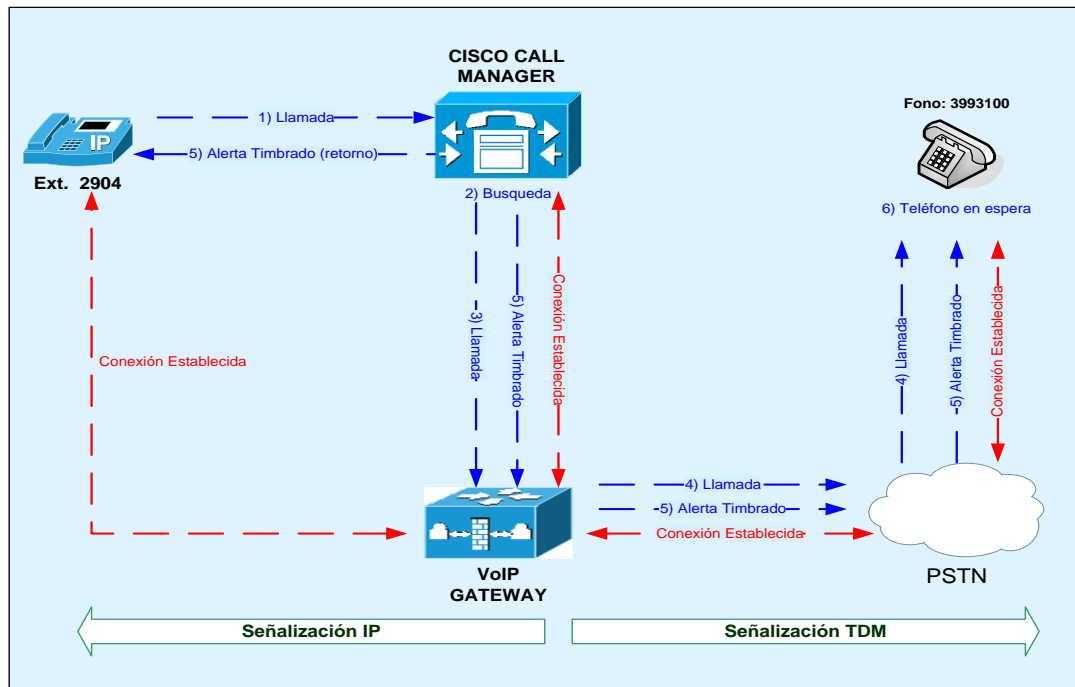 CISCO CALL
MANAGER
Fono: 3993100
1) Llamada
IP
5) Alerta Timbrado (retorno)
Ext. 2904
2) Busqueda
6) Teléfono en espera
3) Llamada
5) Alerta Timbrado
Conexión Establecida
4) Llamada
5) Alerta Timbrado
Conexión Establecida
Conexión Establecida
4) Llamada
5) Alerta Timbrado
Conexión Establecida
VoIP
GATEWAY
PSTN
Señalización IP
Señalización TDM